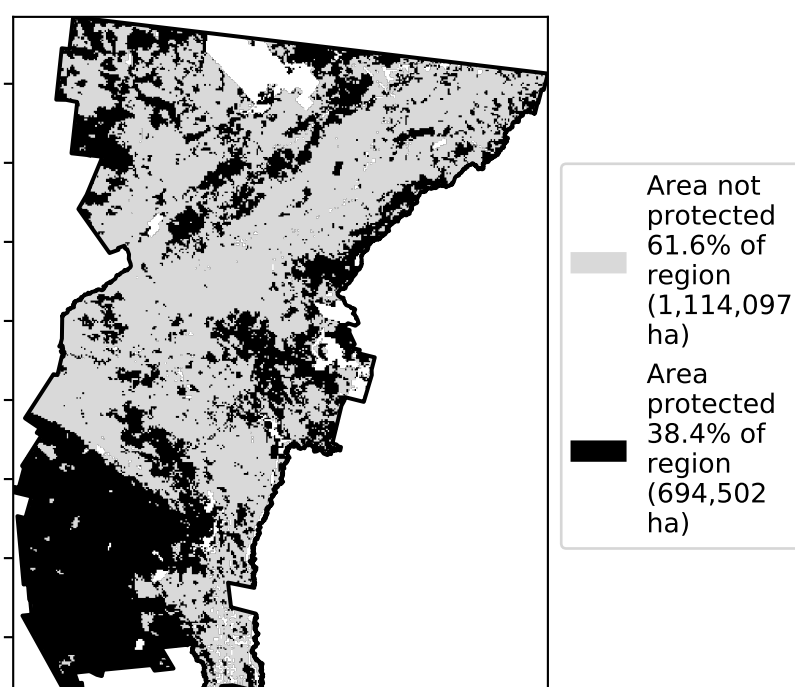 Area not
protected
61.6% of
region
(1,114,097
ha)
Area
protected
38.4% of
region
(694,502
ha)